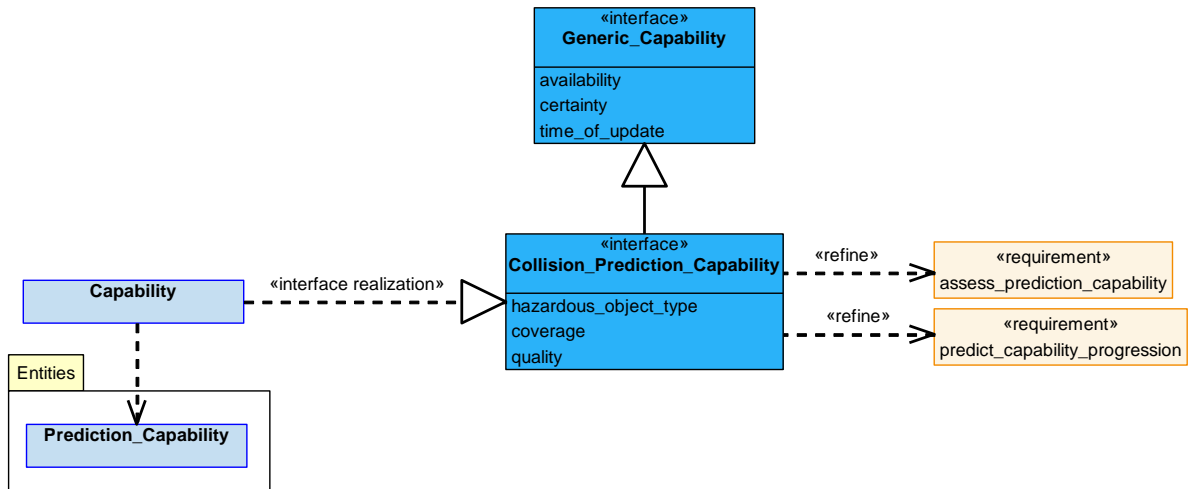 «interface»
Generic_Capability
availability
certainty
time_of_update
«interface»
Collision_Prediction_Capability
hazardous_object_type
coverage
quality
«refine»
«requirement»
assess_prediction_capability
«refine»
«requirement»
predict_capability_progression
Capability
«interface realization»
Entities
Prediction_Capability